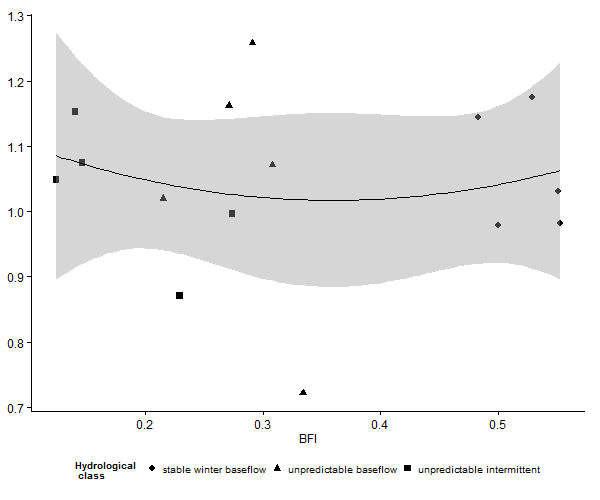 1.3
1.2
1.1
1.0
0.9
0.8
0.7
0.2 0.3 0.4 0.5
BFI
Hydrological
class
stable winter baseflow unpredictable baseflow unpredictable intermittent